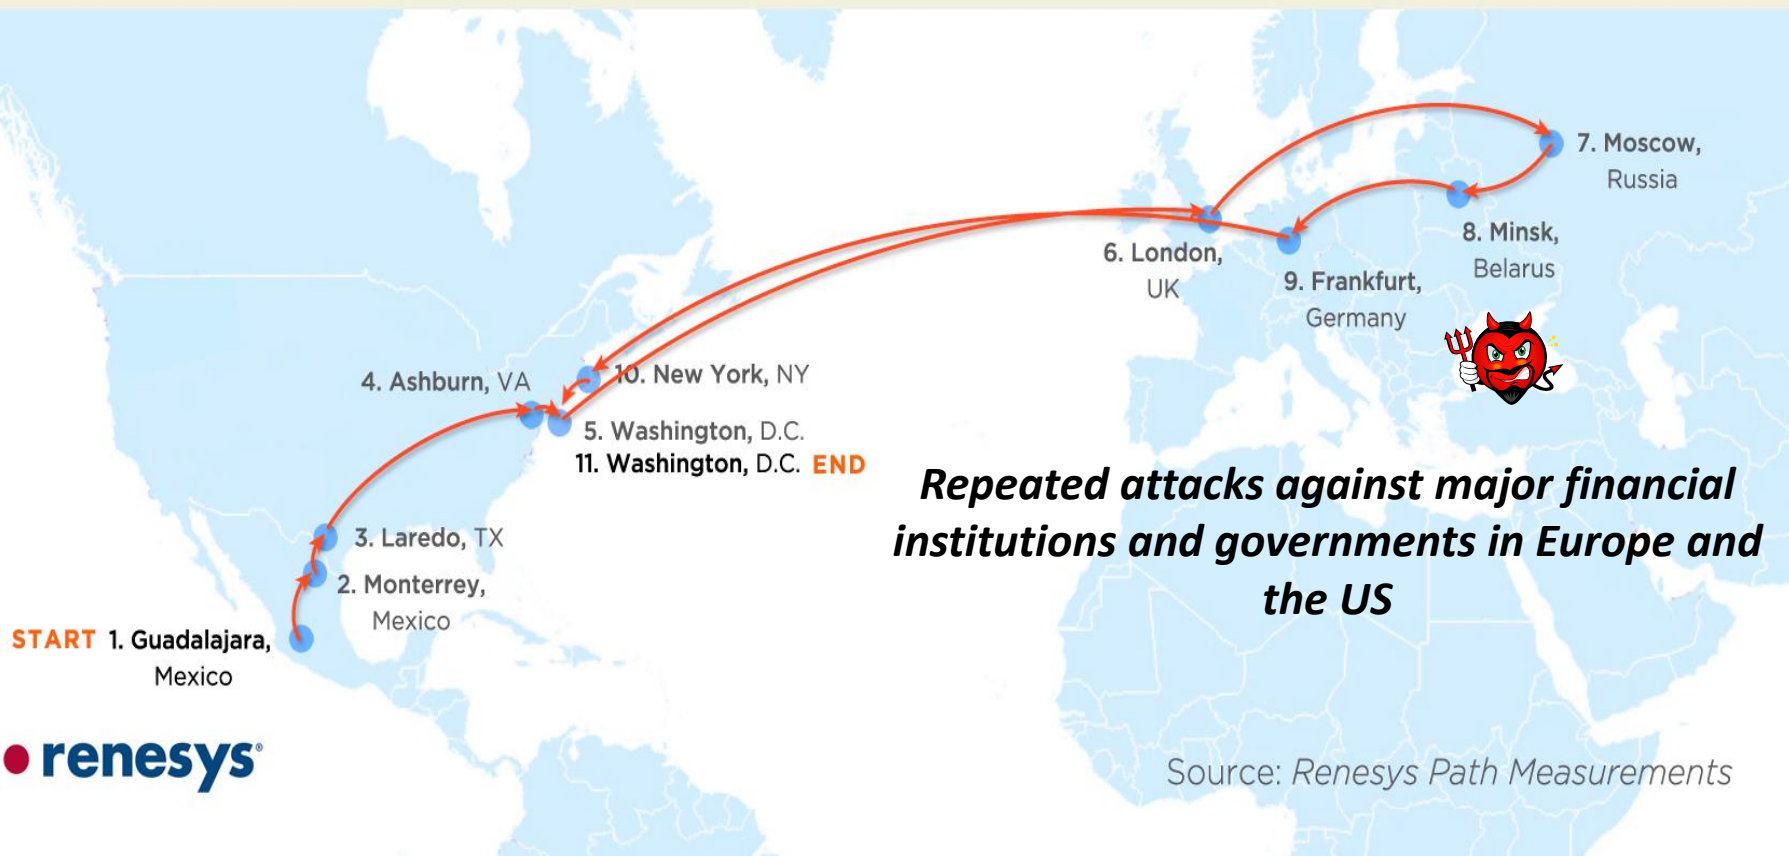 7. Moscow,
Russia
8. Minsk,
Belarus
6. London,
UK
9. Frankfurt,
Germany
10. New York, NY
4. Ashburn, VA
5. Washington, D.C.
11. Washington, D.C. END
3. Laredo, TX
2. Monterrey,
Mexico
START 1. Guadalajara,
Mexico
Repeated attacks against major financial
institutions and governments in Europe and
the US
renesys®
Source: Renesys Path Measurements